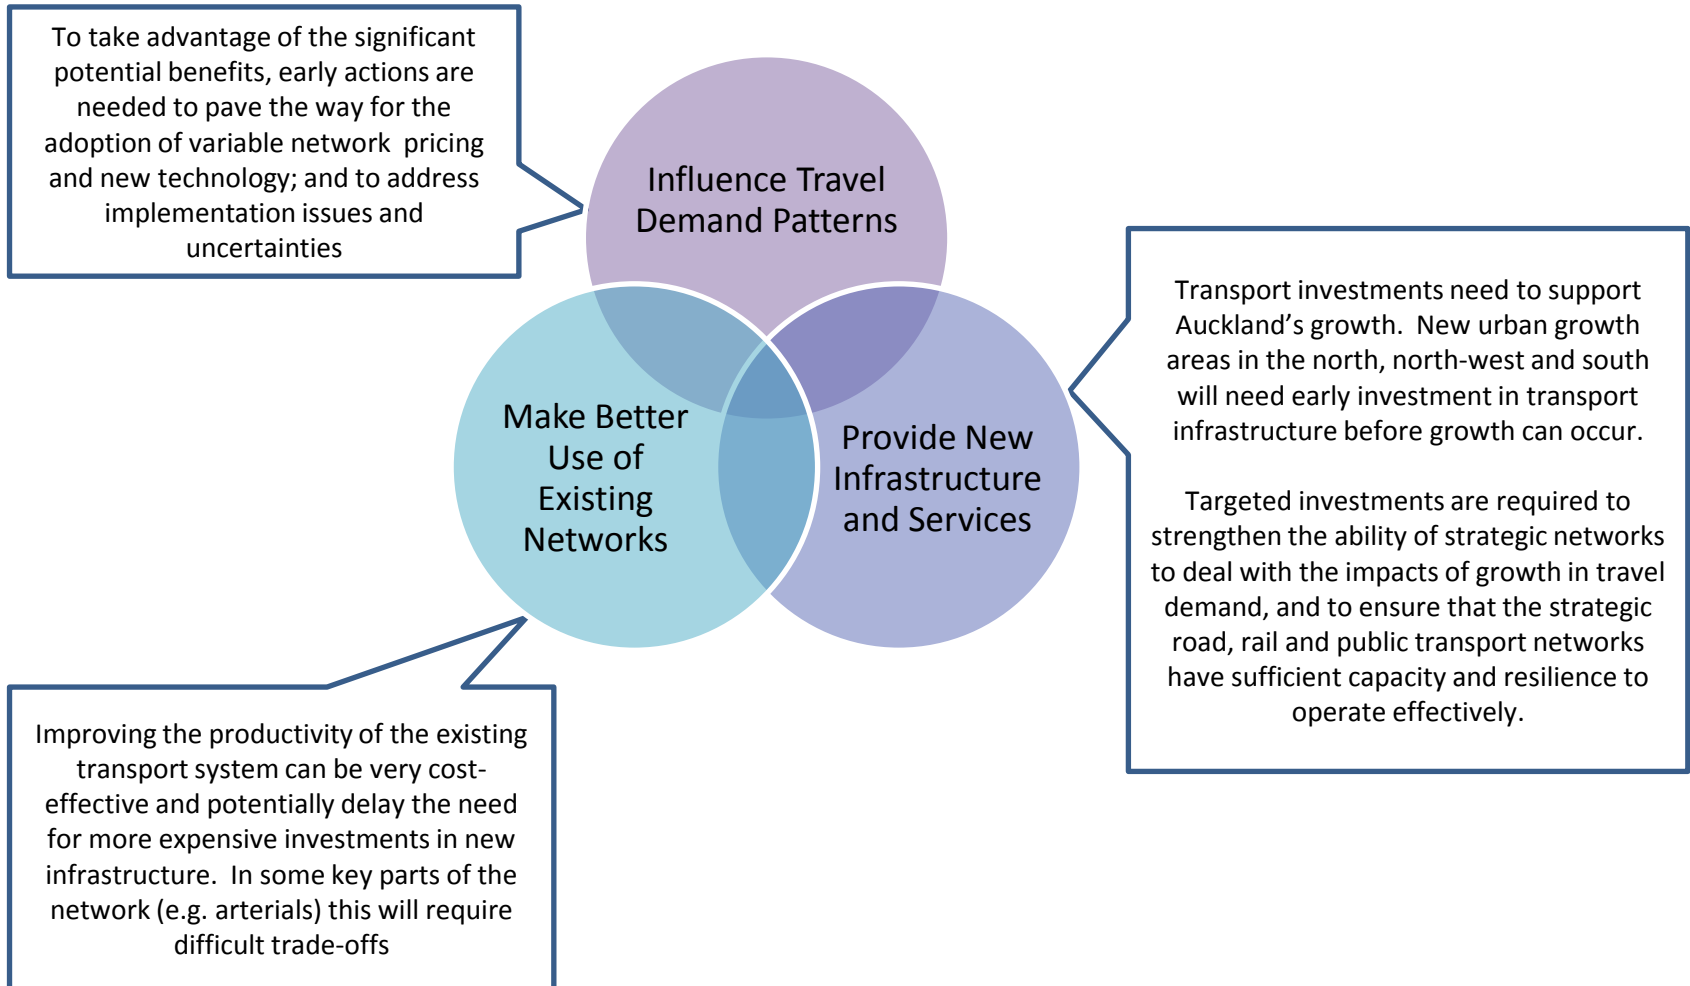 To take advantage of the significant
potential benefits, early actions are
needed to pave the way for the
adoption of variable network pricing
and new technology; and to address
implementation issues and
uncertainties
Influence Travel
Demand Patterns
Make Better
Use of
Existing
Networks
Provide New
Infrastructure
and Services
Transport investments need to support
Auckland’s growth. New urban growth
areas in the north, north-west and south
will need early investment in transport
infrastructure before growth can occur.
Targeted investments are required to
strengthen the ability of strategic networks
to deal with the impacts of growth in travel
demand, and to ensure that the strategic
road, rail and public transport networks
have sufficient capacity and resilience to
operate effectively.
Improving the productivity of the existing
transport system can be very cost-
effective and potentially delay the need
for more expensive investments in new
infrastructure. In some key parts of the
network (e.g. arterials) this will require
difficult trade-offs